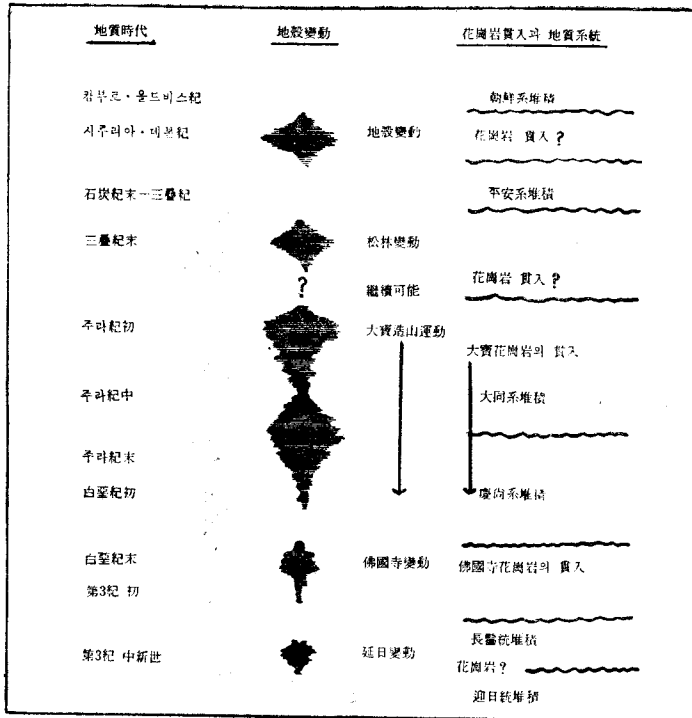 地質時代 地殼變動 花崗岩貫入과 地質系統
캄부로・올드비스紀 朝鮮系堆積
시루리아・데본紀 地殼變動 花崗岩 貫入 ?
石炭紀末－三疊紀 平安系堆積
三疊紀末 松林變動
? 繼續可能 花崗岩 貫入 ?
주라紀初 大寶造山運動
大寶花崗岩의 貫入
주라紀中 大同系堆積
주라紀末
白堊紀初 慶尙系堆積
白堊紀末 佛國寺變動 佛國寺花崗岩의 貫入
第3紀 初
長鬐統堆積
第3紀 中新世 延日變動 花崗岩 ?
迎日統堆積